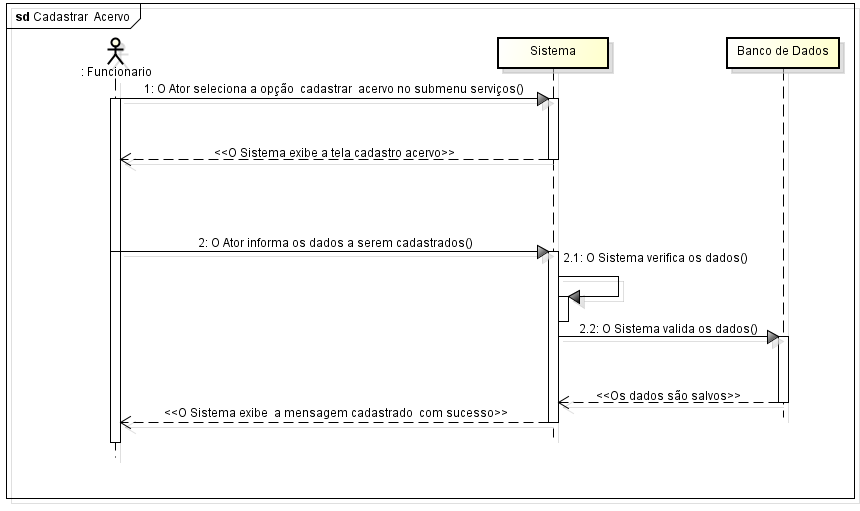 sd Cadastrar Acervo
: Funcionario
Sistema
Banco de Dados
1: O Ator seleciona a opção cadastrar acervo no submenu serviços()
<<O Sistema exibe a tela cadastro acervo>>
2: O Ator informa os dados a serem cadastrados()
2.1: O Sistema verifica os dados()
2.2: O Sistema valida os dados()
<<Os dados são salvos>>
<<O Sistema exibe a mensagem cadastrado com sucesso>>